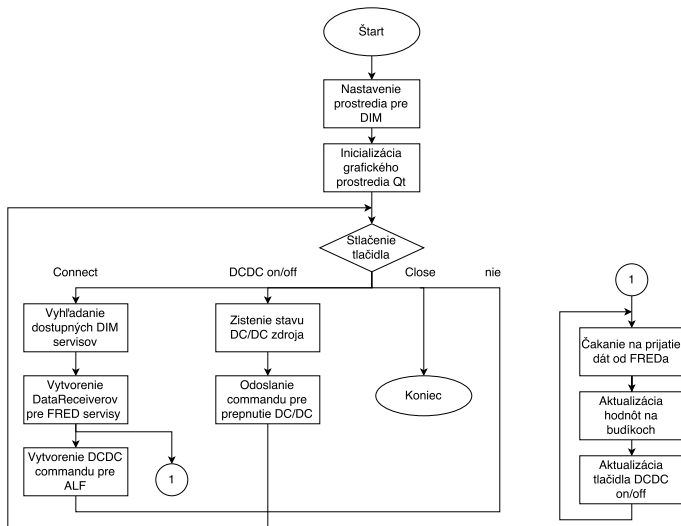 Štart
Nastavenie
prostredia pre
DIM
Inicializácia
grafického
prostredia Qt
Stlačenie
tlačidla
Connect
DCDC on/off
Close
nie
Vyhľadanie
dostupných DIM
servisov
Zistenie stavu
DC/DC zdroja
Vytvorenie
DataReceiverov
pre FRED servisy
Odoslanie
commandu pre
prepnutie DC/DC
Koniec
Vytvorenie DCDC
commandu pre
ALF
1
1
Čakanie na prijatie
dát od FREDa
Aktualizácia
hodnôt na
budíkoch
Aktualizácia
tlačidla DCDC
on/off